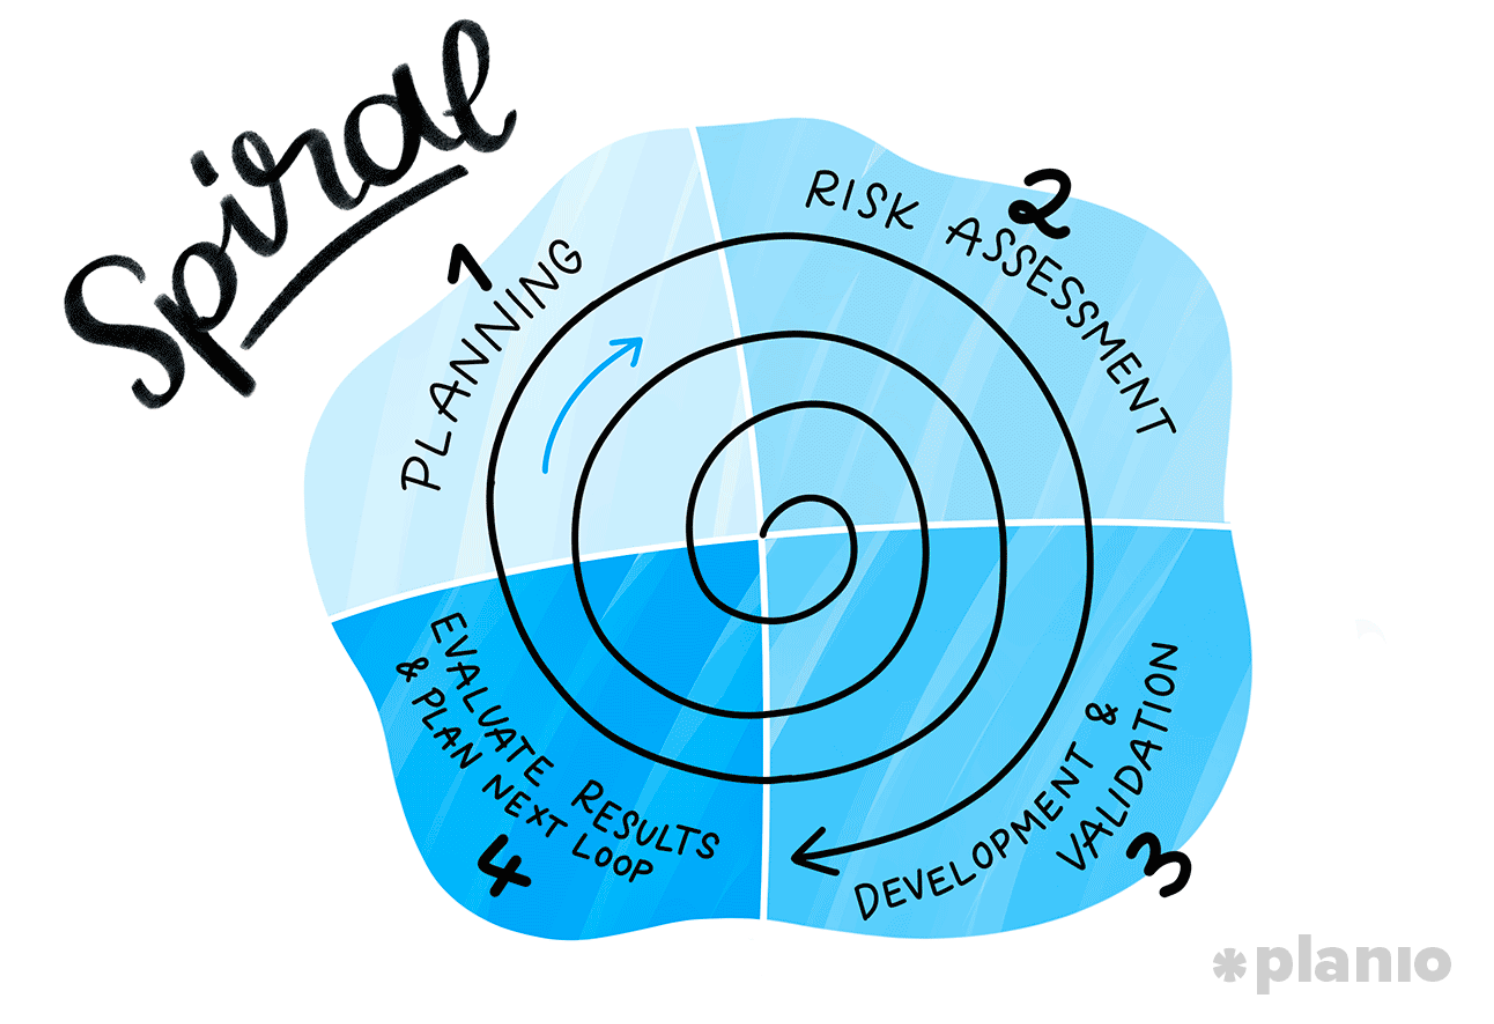 Spiral
1
PLANNING
2
RISK ASSESSMENT
3
DEVELOPMENT &
VALIDATION
4
EVALUATE RESULTS
& PLAN NEXT LOOP
*planio